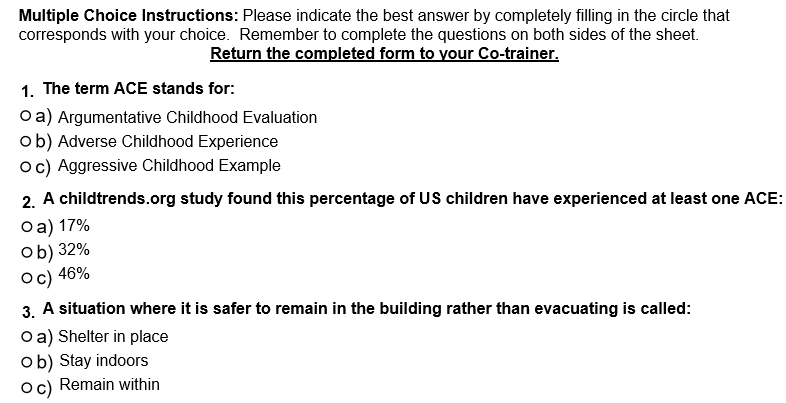 Multiple Choice Instructions: Please indicate the best answer by completely filling in the circle that
corresponds with your choice. Remember to complete the questions on both sides of the sheet.
Return the completed form to your Co-trainer.
1. The term ACE stands for:
a) Argumentative Childhood Evaluation
b) Adverse Childhood Experience
c) Aggressive Childhood Example
2. A childtrends.org study found this percentage of US children have experienced at least one ACE:
a) 17%
b) 32%
c) 46%
3. A situation where it is safer to remain in the building rather than evacuating is called:
a) Shelter in place
b) Stay indoors
c) Remain within